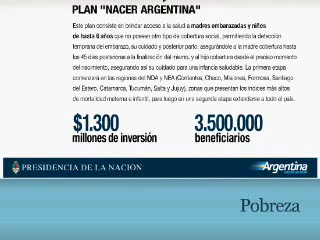 PLAN "NACER ARGENTINA"
Este plan consiste en brindar acceso a la salud a madres embarazadas y niños
de hasta 6 años que no posean otro tipo de cobertura social, permitiendo la detección
temprana del embarazo, su cuidado y posterior parto, asegurándole a la madre cobertura hasta
los 45 días posteriores a la finalización del mismo, y al hijo cobertura desde el preciso momento
del nacimiento, asegurando así su cuidado para una infancia saludable. La primera etapa
comenzará en las regiones del NOA y NEA (Corrientes, Chaco, Misiones, Formosa, Santiago
del Estero, Catamarca, Tucumán, Salta y Jujuy), zonas que presentan los índices más altos
de mortalidad materna e infantil, para luego en una segunda etapa extenderse a todo el país.
$1.300
millones de inversión
3.500.000
beneficiarios
PRESIDENCIA DE LA NACION
Argentina
Pobreza